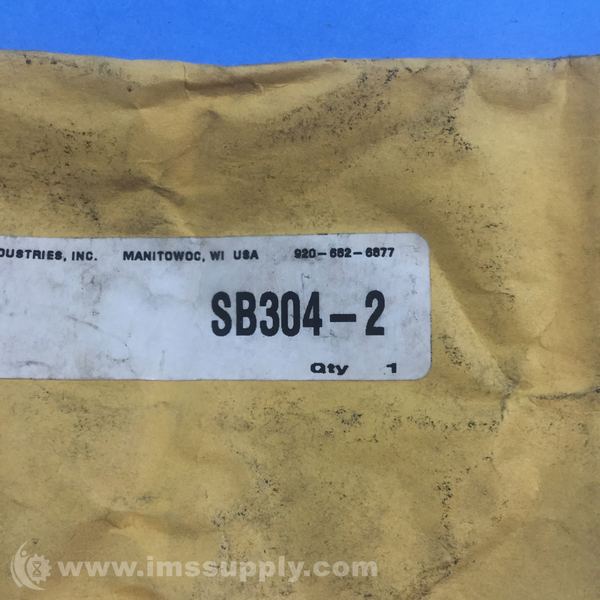 DUSTRIES, INC. MANITOWOC, WI USA 920-682-6877
SB304-2
Qty 1
www.imssupply.com